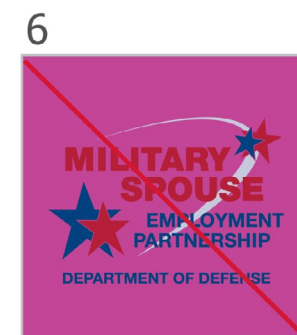 6
MILITARY
SPOUSE
EMPLOYMENT
PARTNERSHIP
DEPARTMENT OF DEFENSE